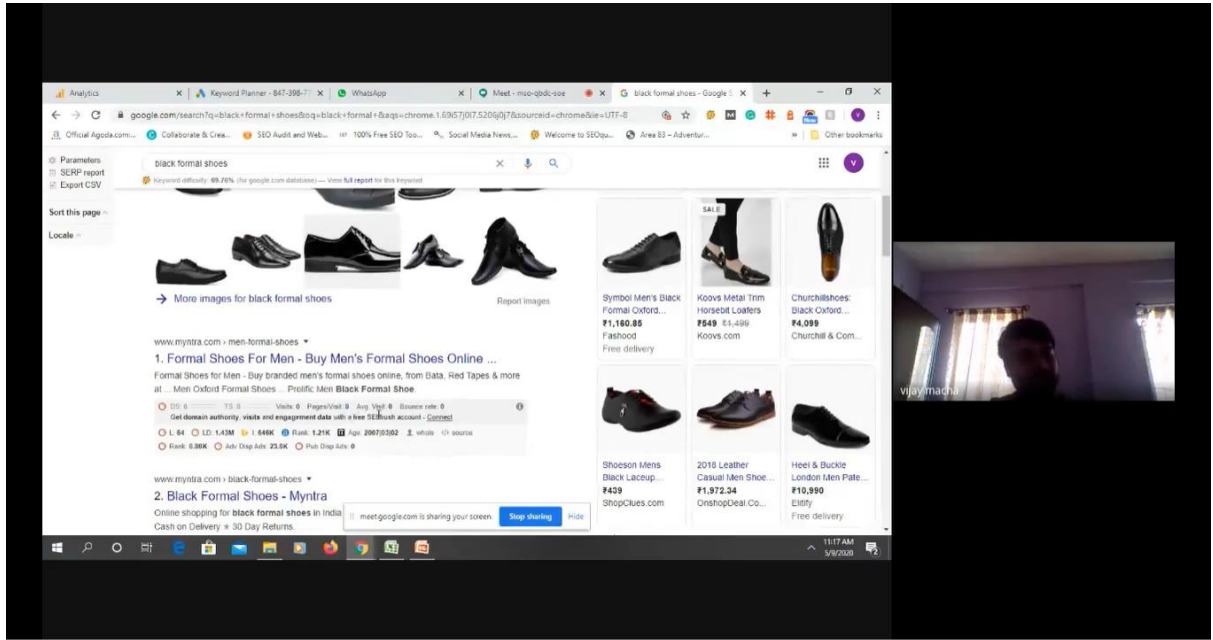 Analytics
Keyword Planner - 847-398-7
WhatsApp
Meet - mso-qbdc-soe
black formal shoes - Google S
google.com/search?q=black+formal+shoes&oq=black+formal+&aqs=chrome.1.69i57j0l7.5206j0j7&sourceid=chrome&ie=UTF-8
Official Agoda.com:...
Collaborate & Crea...
SEO Audit and Web...
100% Free SEO Too...
Social Media News,...
Welcome to SEOqu...
Area 83 – Adventur...
»
Other bookmarks
Parameters
SERP report
Export CSV
Sort this page
Locale
black formal shoes
V
Keyword difficulty: 69.76% (for google.com database) — View full report for this keyword
More images for black formal shoes
Report images
www.myntra.com › men-formal-shoes
1. Formal Shoes For Men - Buy Men's Formal Shoes Online ...
Formal Shoes for Men - Buy branded men's formal shoes online, from Bata, Red Tapes & more
at ... Men Oxford Formal Shoes ... Prolific Men Black Formal Shoe.
DS: 0 TS: 0 Visits: 0 Pages/Visit: 0 Avg. Visit: 0 Bounce rate: 0
Get domain authority, visits and engagement data with a free SEMrush account - Connect
L: 64 LD: 1.43M I: 646K Rank: 1.21K Age: 2007|03|02 whois source
Rank: Adv Disp Ads: 23.5K Pub Disp Ads: 0
www.myntra.com › black-formal-shoes
2. Black Formal Shoes - Myntra
Online shopping for black formal shoes in India
Cash on Delivery ✶ 30 Day Returns.
Symbol Men's Black
Formal Oxford...
₹1,160.85
Fashood
Free delivery
SALE
Koovs Metal Trim
Horsebit Loafers
₹549 ₹1,499
Koovs.com
Churchillshoes:
Black Oxford...
₹4,099
Churchill & Com...
Shoeson Mens
Black Laceup...
₹439
ShopClues.com
2018 Leather
Casual Men Shoe...
₹1,972.34
OnshopDeal.Co...
Heel & Buckle
London Men Pate...
₹10,990
Elitify
Free delivery
meet.google.com is sharing your screen.
Stop sharing
Hide
11:17 AM
5/9/2020
vijay macha